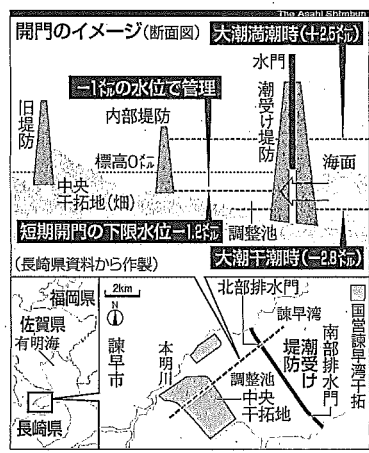 The Asahi Shimbun
開門のイメージ(断面図)
大潮満潮時(+2.5㍍)
水門
−1㍍の水位で管理
旧堤防
内部堤防
潮受け堤防
標高0㍍
海面
中央
干拓地(畑)
調整池
短期開門の下限水位−1.2㍍
大潮干潮時(−2.8㍍)
(長崎県資料から作製)
福岡県
佐賀県
有明海
長崎県
2km
N
諫早市
本明川
北部排水門
諫早湾
潮受け
堤防
南部排水門
調整池
中央
干拓地
国営諫早湾干拓